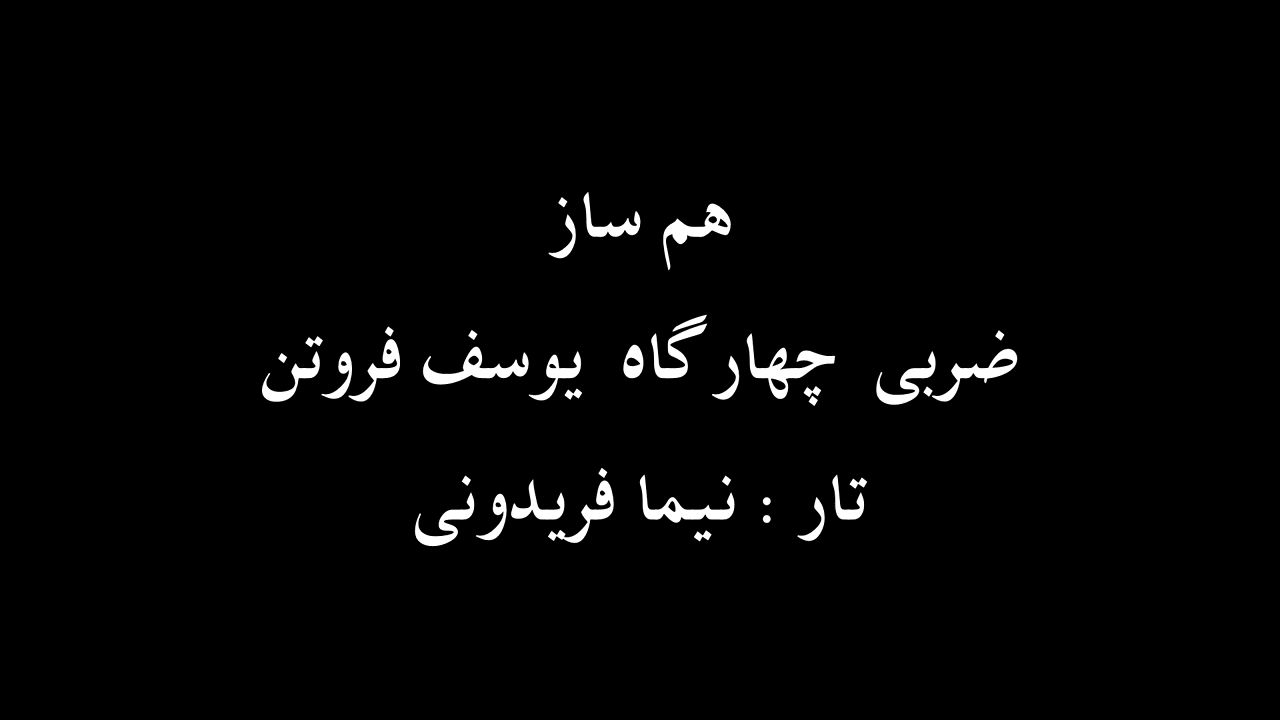 هم ساز
ضربی چهارگاه یوسف فروتن
تار : نیما فریدونی